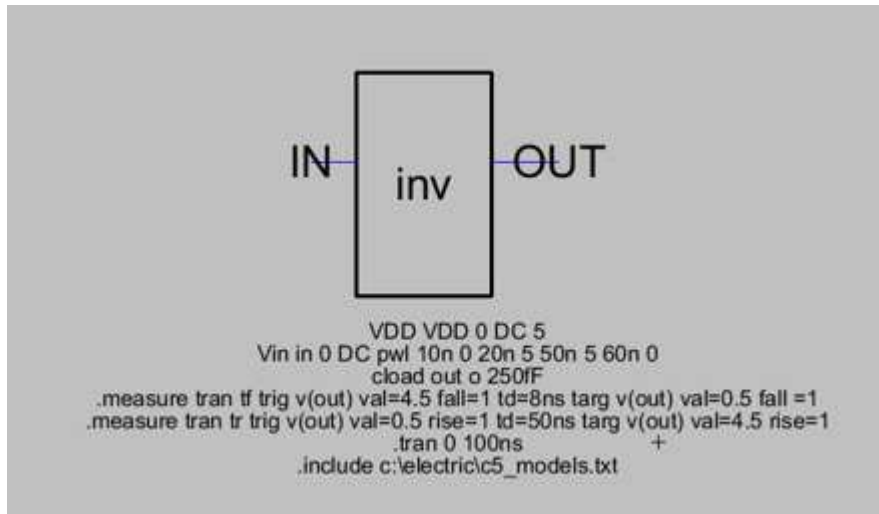 IN
inv
OUT
VDD VDD 0 DC 5
Vin in 0 DC pwl 10n 0 20n 5 50n 5 60n 0
cload out o 250fF
.measure tran tf trig v(out) val=4.5 fall=1 td=8ns targ v(out) val=0.5 fall =1
.measure tran tr trig v(out) val=0.5 rise=1 td=50ns targ v(out) val=4.5 rise=1
.tran 0 100ns
.include c:\electric\c5_models.txt